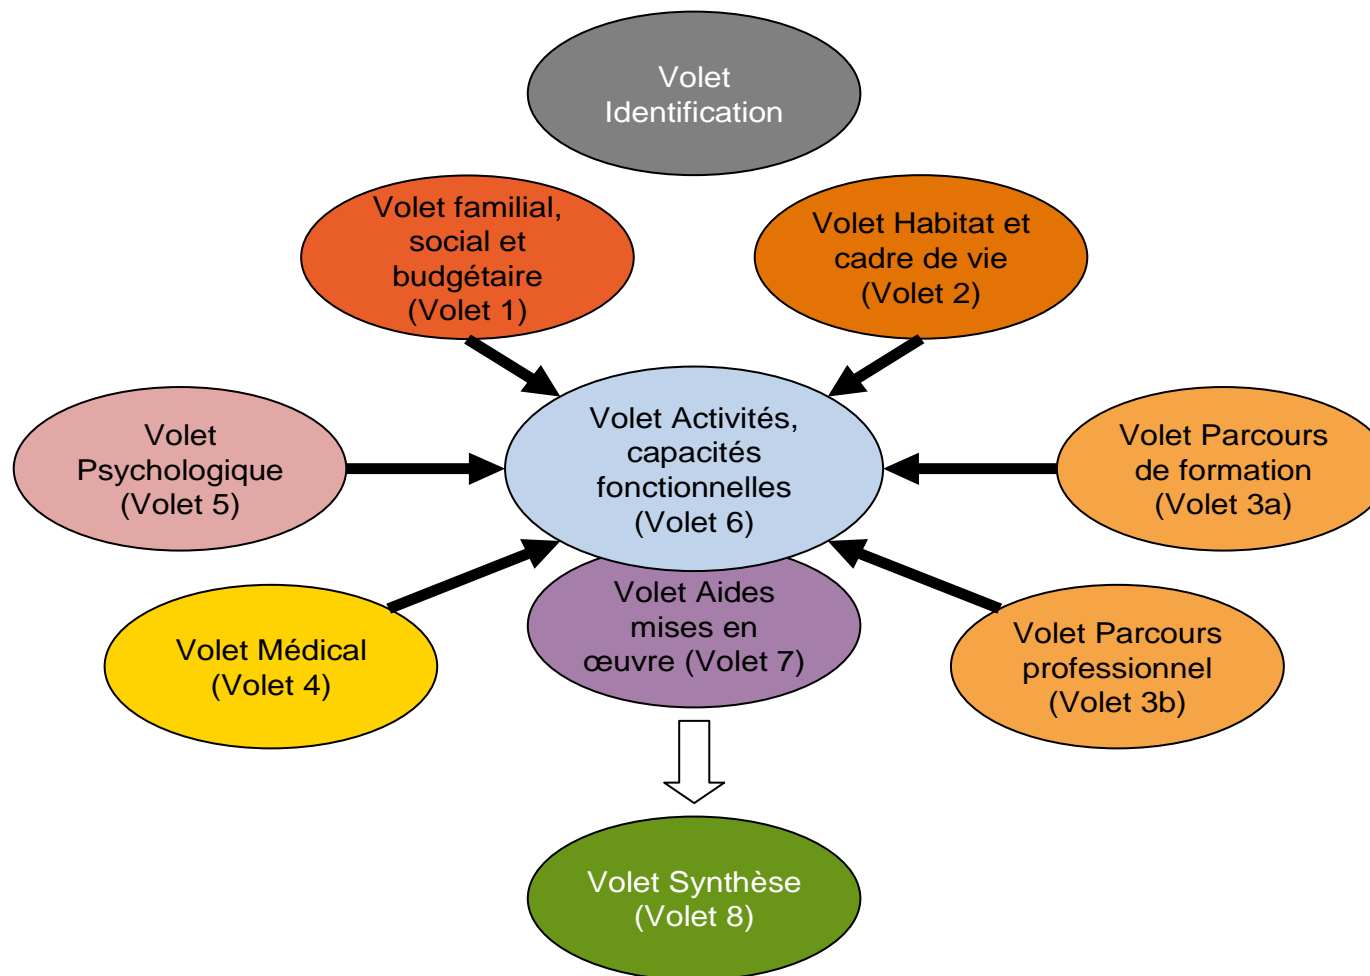 Volet
Identification
Volet familial,
social et
budgétaire
(Volet 1)
Volet Habitat et
cadre de vie
(Volet 2)
Volet
Psychologique
(Volet 5)
Volet Activités,
capacités
fonctionnelles
(Volet 6)
Volet Parcours
de formation
(Volet 3a)
Volet Médical
(Volet 4)
Volet Aides
mises en
œuvre (Volet 7)
Volet Parcours
professionnel
(Volet 3b)
Volet Synthèse
(Volet 8)